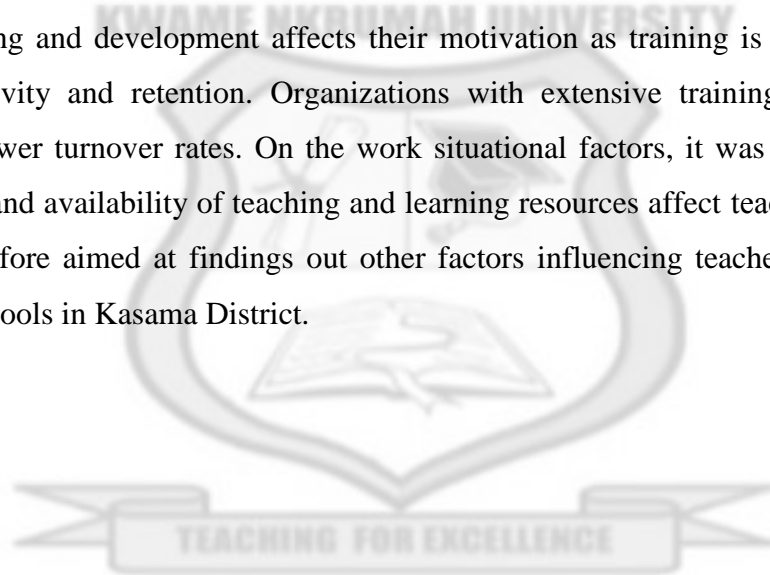 KWAME NKRUMAH UNIVERSITY
ng and development affects their motivation as training is
vity and retention. Organizations with extensive training
wer turnover rates. On the work situational factors, it was
and availability of teaching and learning resources affect teac
fore aimed at findings out other factors influencing teache
ools in Kasama District.
TEACHING FOR EXCELLENCE